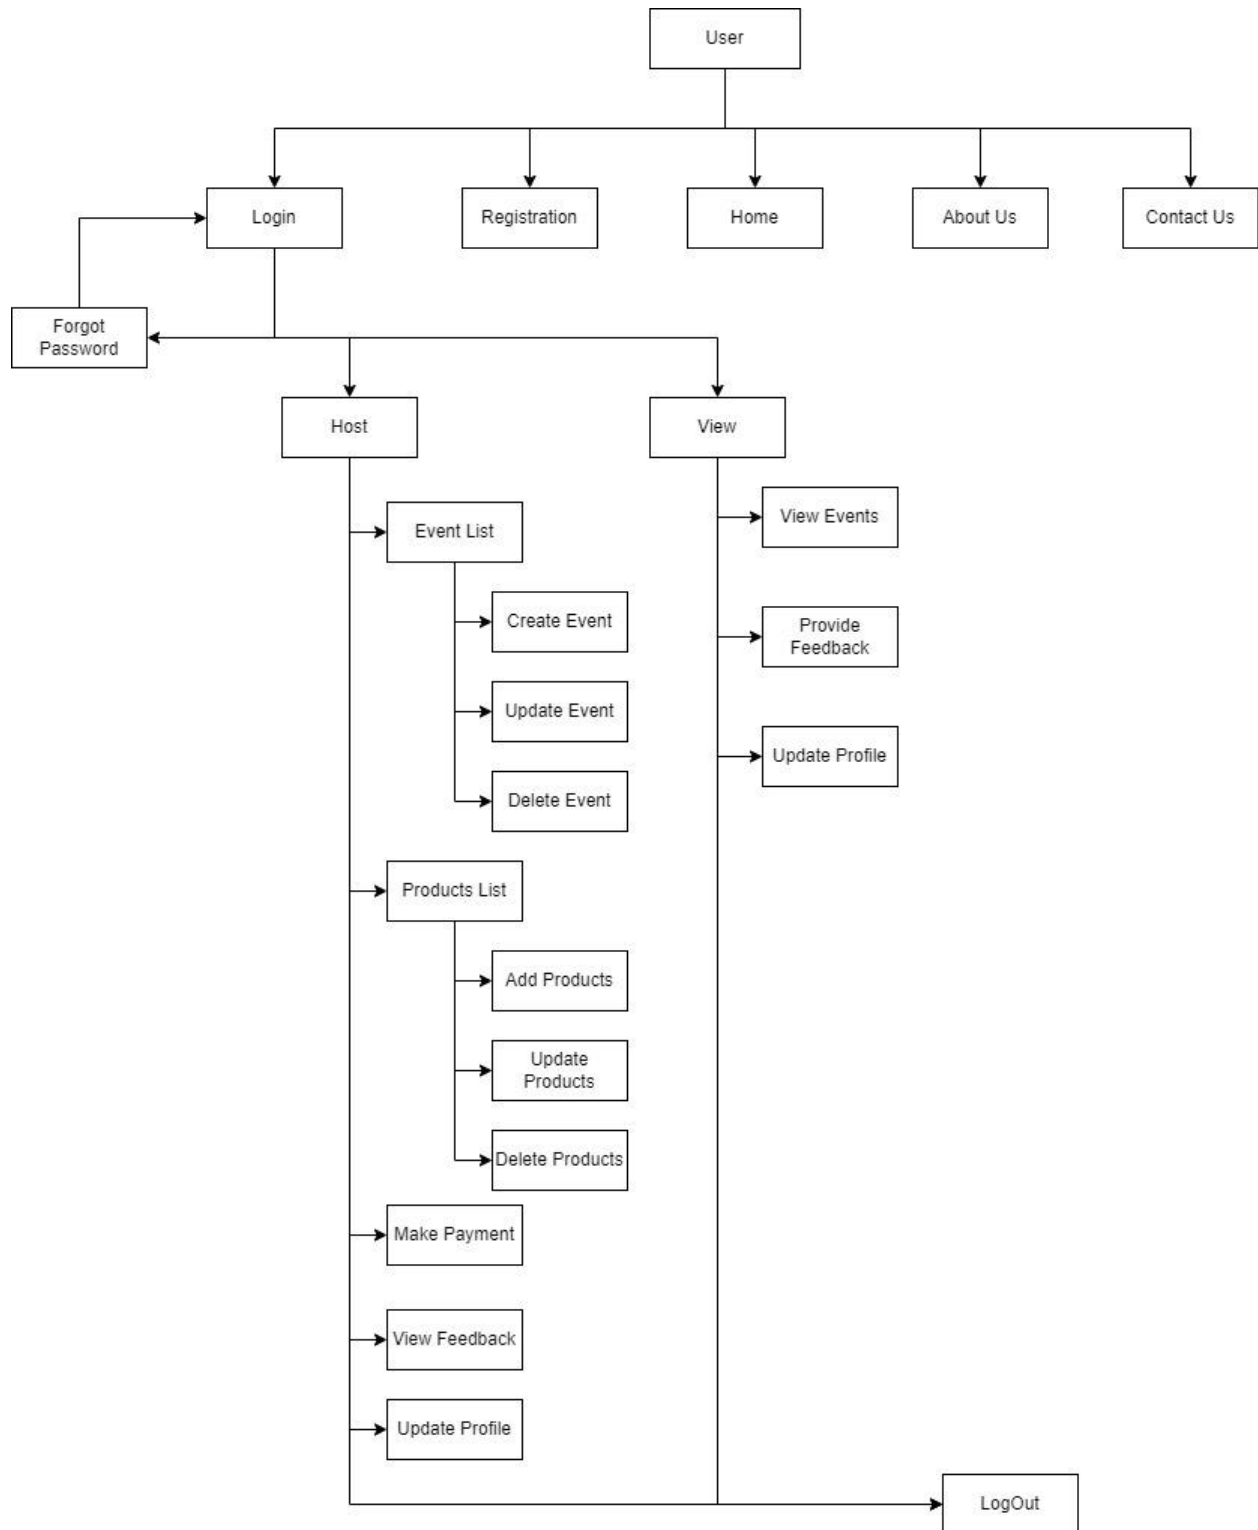 User
Login
Registration
Home
About Us
Contact Us
Forgot
Password
Host
View
Event List
View Events
Create Event
Provide
Feedback
Update Event
Update Profile
Delete Event
Products List
Add Products
Update
Products
Delete Products
Make Payment
View Feedback
Update Profile
LogOut